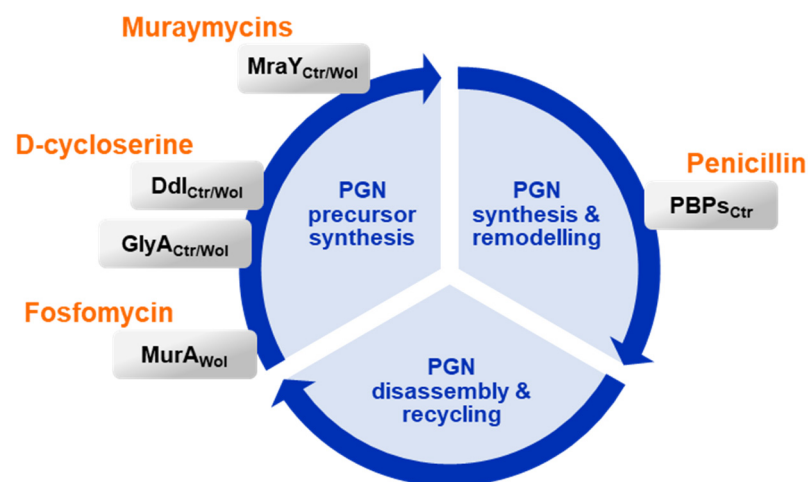 Muraymycins
MraYCtr/Wol
D-cycloserine
DdlCtr/Wol
GlyACtr/Wol
Fosfomycin
MurAWol
PGN
precursor
synthesis
PGN
synthesis &
remodelling
Penicillin
PBPsCtr
PGN
disassembly &
recycling